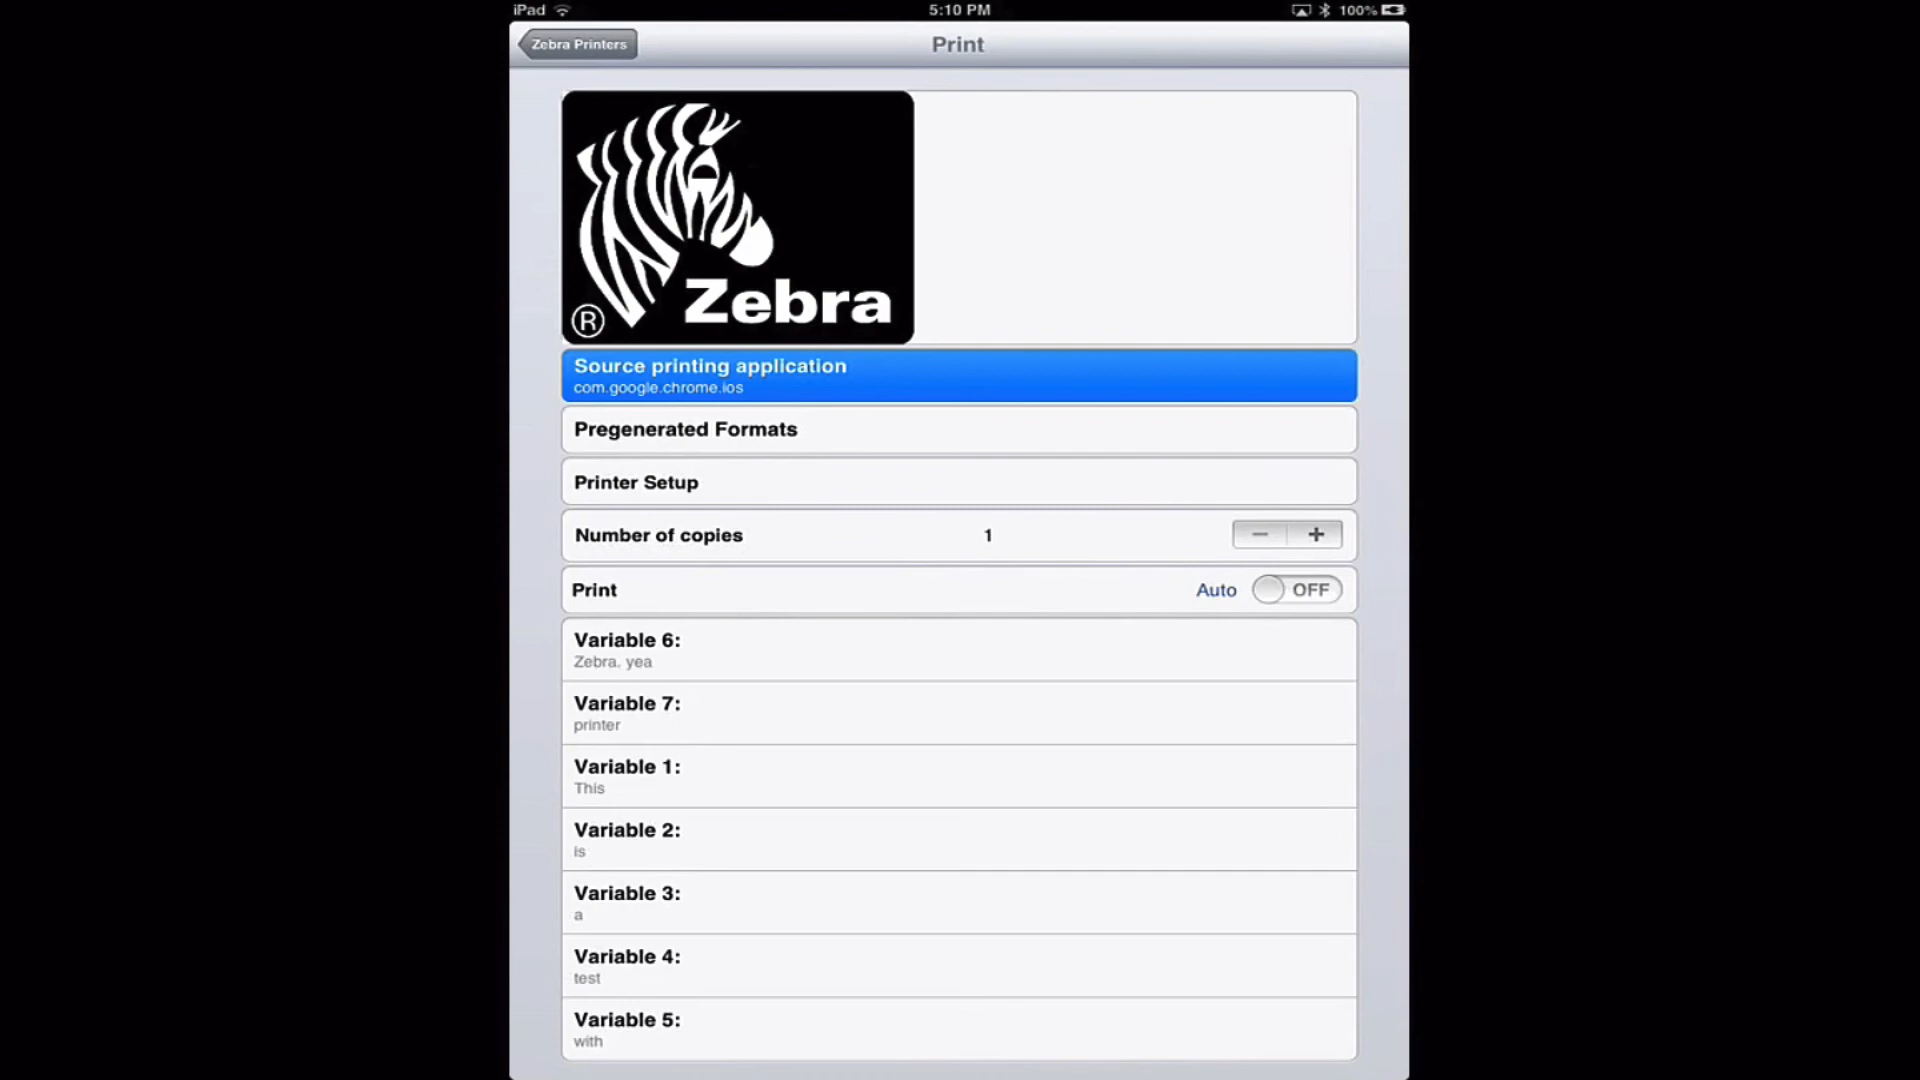 iPad 5:10 PM 100%
Zebra Printers Print
Zebra
®
Source printing application
com.google.chrome.ios
Pregenerated Formats
Printer Setup
Number of copies 1 − +
Print Auto OFF
Variable 6:
Zebra, yea
Variable 7:
printer
Variable 1:
This
Variable 2:
is
Variable 3:
a
Variable 4:
test
Variable 5:
with